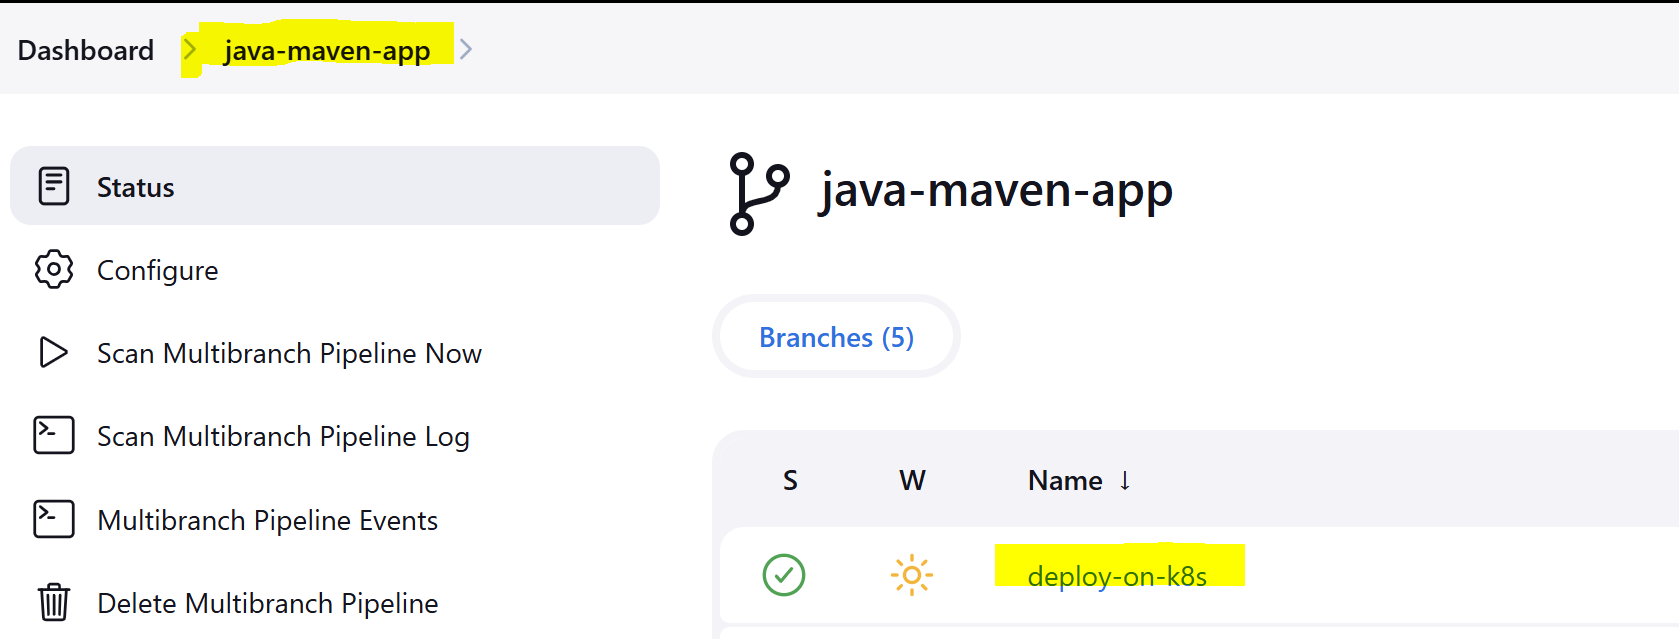 Dashboard > java-maven-app >
Status
Configure
Scan Multibranch Pipeline Now
Scan Multibranch Pipeline Log
Multibranch Pipeline Events
Delete Multibranch Pipeline
java-maven-app
Branches (5)
S W Name ↓
deploy-on-k8s